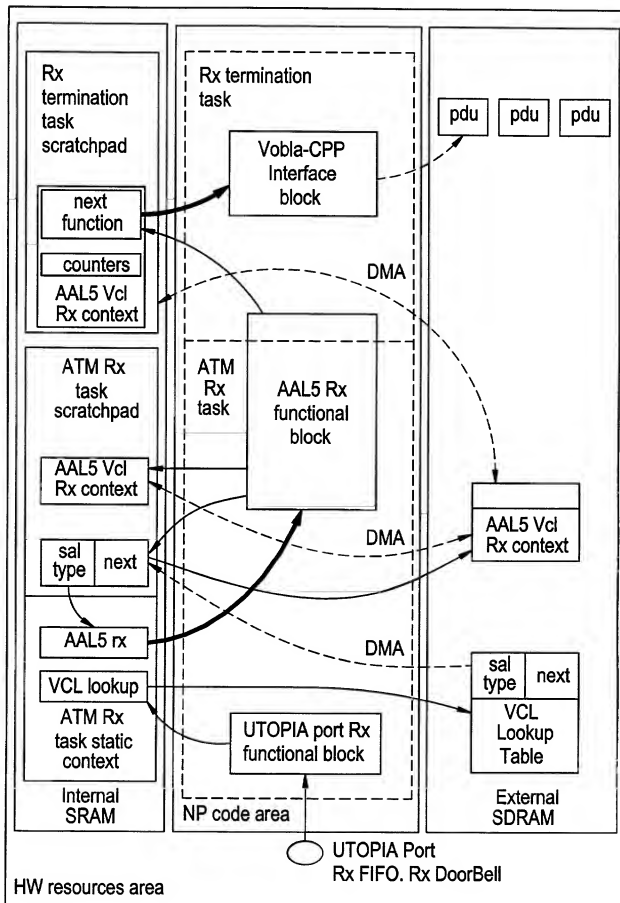 Rx
termination
task
scratchpad
next
function
counters
AAL5 Vcl
Rx context
ATM Rx
task
scratchpad
AAL5 Vcl
Rx context
sal
type
next
AAL5 rx
VCL lookup
ATM Rx
task static
context
Internal
SRAM
Rx termination
task
Vobla-CPP
Interface
block
ATM
Rx
task
AAL5 Rx
functional
block
UTOPIA port Rx
functional block
NP code area
DMA
DMA
DMA
pdu
pdu
pdu
AAL5 Vcl
Rx context
sal
type
next
VCL
Lookup
Table
External
SDRAM
UTOPIA Port
Rx FIFO. Rx DoorBell
HW resources area